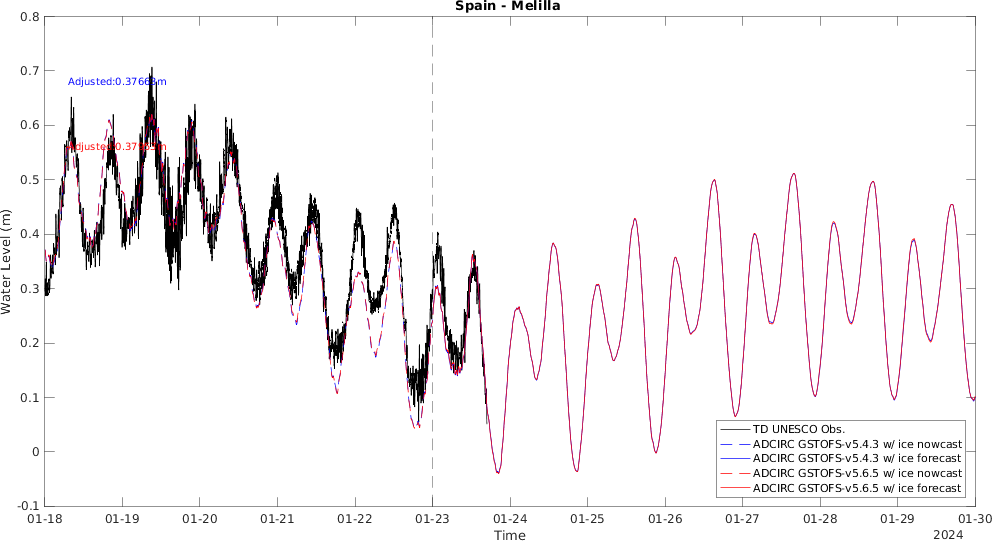 Spain - Melilla
0.8
0.7
0.6
0.5
0.4
0.3
0.2
0.1
0
-0.1
Water Level (m)
Adjusted:0.37663m
TD UNESCO Obs.
ADCIRC GSTOFS-v5.4.3 w/ ice nowcast
ADCIRC GSTOFS-v5.4.3 w/ ice forecast
ADCIRC GSTOFS-v5.6.5 w/ ice nowcast
ADCIRC GSTOFS-v5.6.5 w/ ice forecast
01-18 01-19 01-20 01-21 01-22 01-23 01-24 01-25 01-26 01-27 01-28 01-29 01-30
Time
2024